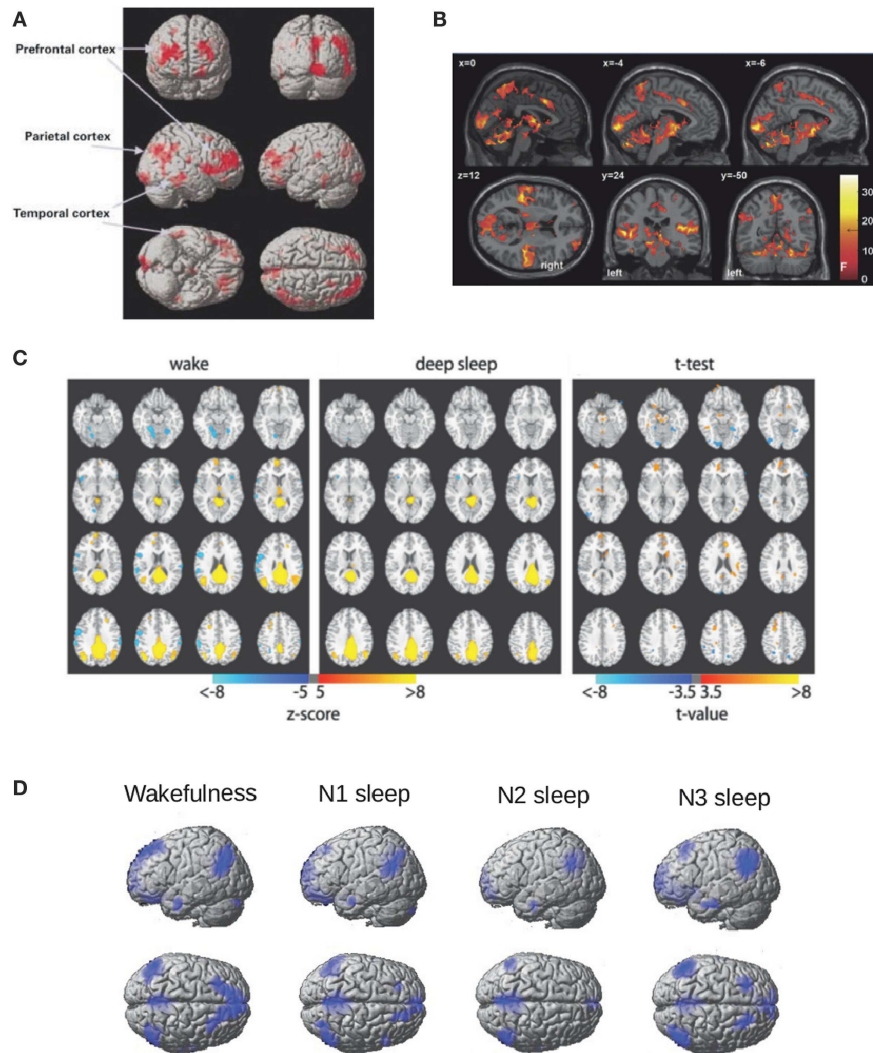 A
Prefrontal cortex
Parietal cortex
Temporal cortex
B
x=0
x=-4
x=-6
z=12
right
y=24
left
y=-50
left
30
20
10
0
F
C
wake
deep sleep
t-test
<-8
-5
5
>8
z-score
<-8
-3.5
3.5
>8
t-value
D
Wakefulness
N1 sleep
N2 sleep
N3 sleep